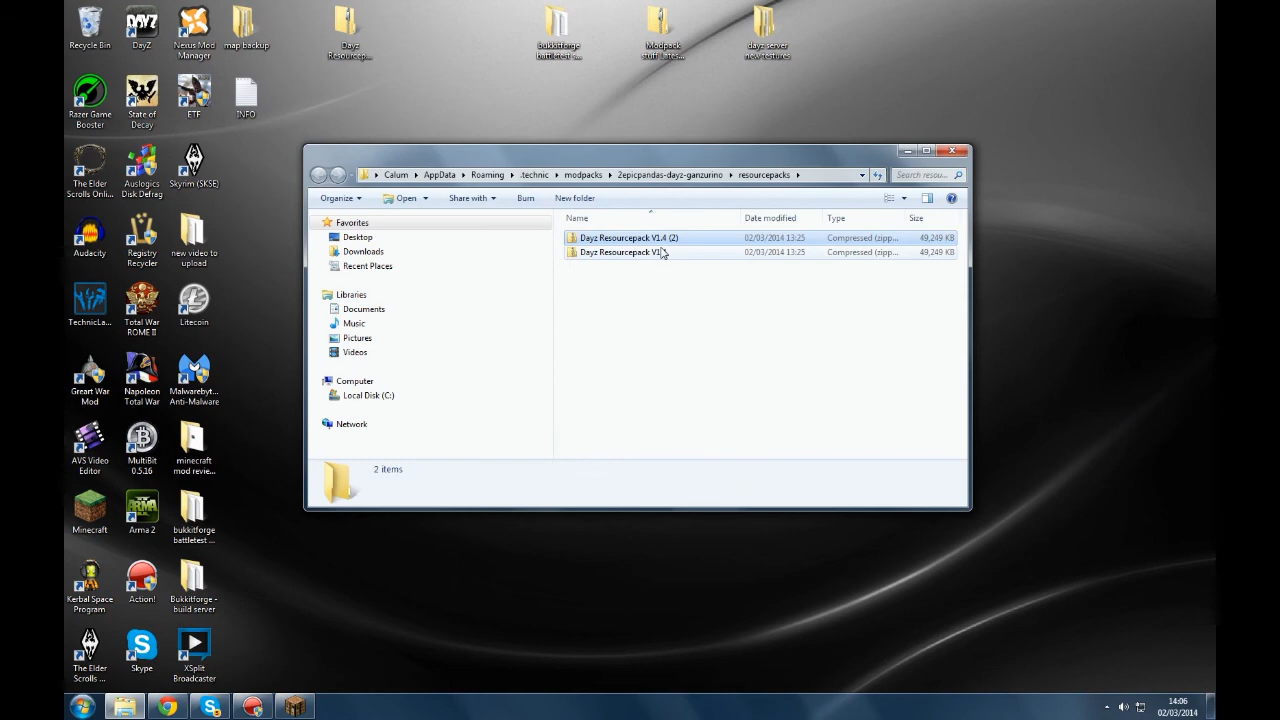 Recycle Bin
DayZ
Nexus Mod Manager
map backup
Dayz Resourcep...
bukkitforge battletest -...
Modpack stuff 1.ites...
dayz server new textures
Razer Game Booster
State of Decay
ETF
INFO
The Elder Scrolls Onli...
Auslogics Disk Defrag
Skyrim (SKSE)
Audacity
Registry Recycler
new video to upload
TechnicLa...
Total War ROME II
Litecoin
Greart War Mod
Napoleon Total War
Malwarebyt... Anti-Malware
AVS Video Editor
MultiBit 0.5.16
minecraft mod revie...
Minecraft
Arma 2
bukkitforge battletest ...
Kerbal Space Program
Action!
Bukkitforge - build server
The Elder Scrolls ...
Skype
XSplit Broadcaster
Calum AppData Roaming .technic modpacks 2epicpandas-dayz-ganzurino resourcepacks
Search resou...
Organize Open Share with Burn New folder
Name Date modified Type Size
Dayz Resourcepack V1.4 (2) 02/03/2014 13:25 Compressed (zipp... 49,249 KB
Dayz Resourcepack V1 02/03/2014 13:25 Compressed (zipp... 49,249 KB
Favorites
Desktop
Downloads
Recent Places
Libraries
Documents
Music
Pictures
Videos
Computer
Local Disk (C:)
Network
2 items
14:06
02/03/2014